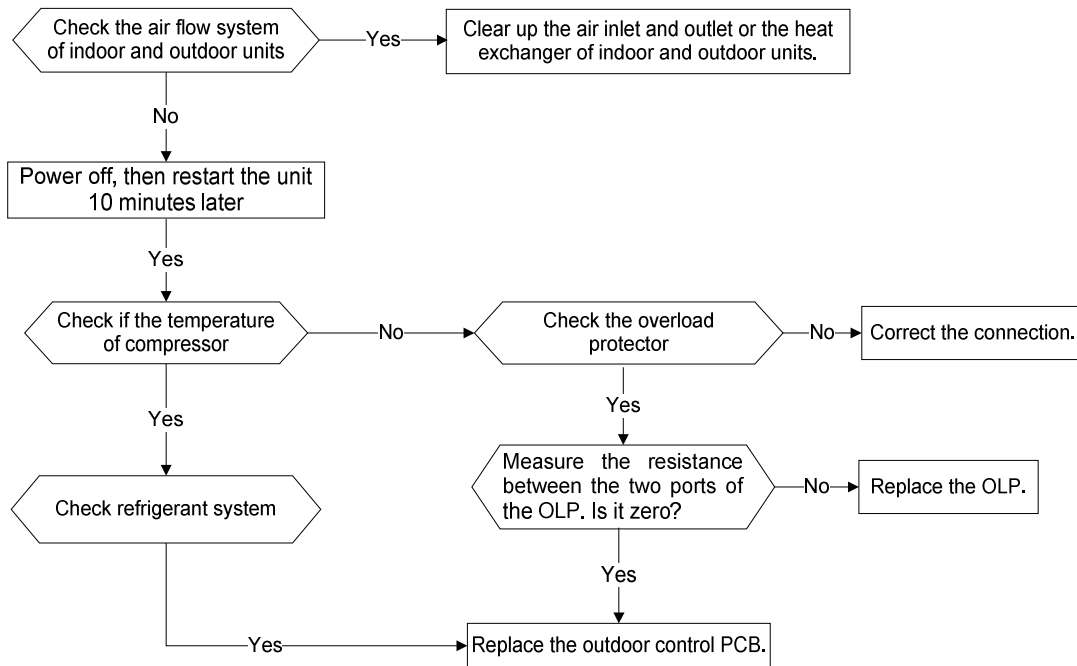 Check the air flow system
of indoor and outdoor units
Yes
Clear up the air inlet and outlet or the heat
exchanger of indoor and outdoor units.
No
Power off, then restart the unit
10 minutes later
Yes
Check if the temperature
of compressor
No
Check the overload
protector
No
Correct the connection.
Yes
Yes
Measure the resistance
between the two ports of
the OLP. Is it zero?
No
Replace the OLP.
Check refrigerant system
Yes
Yes
Replace the outdoor control PCB.